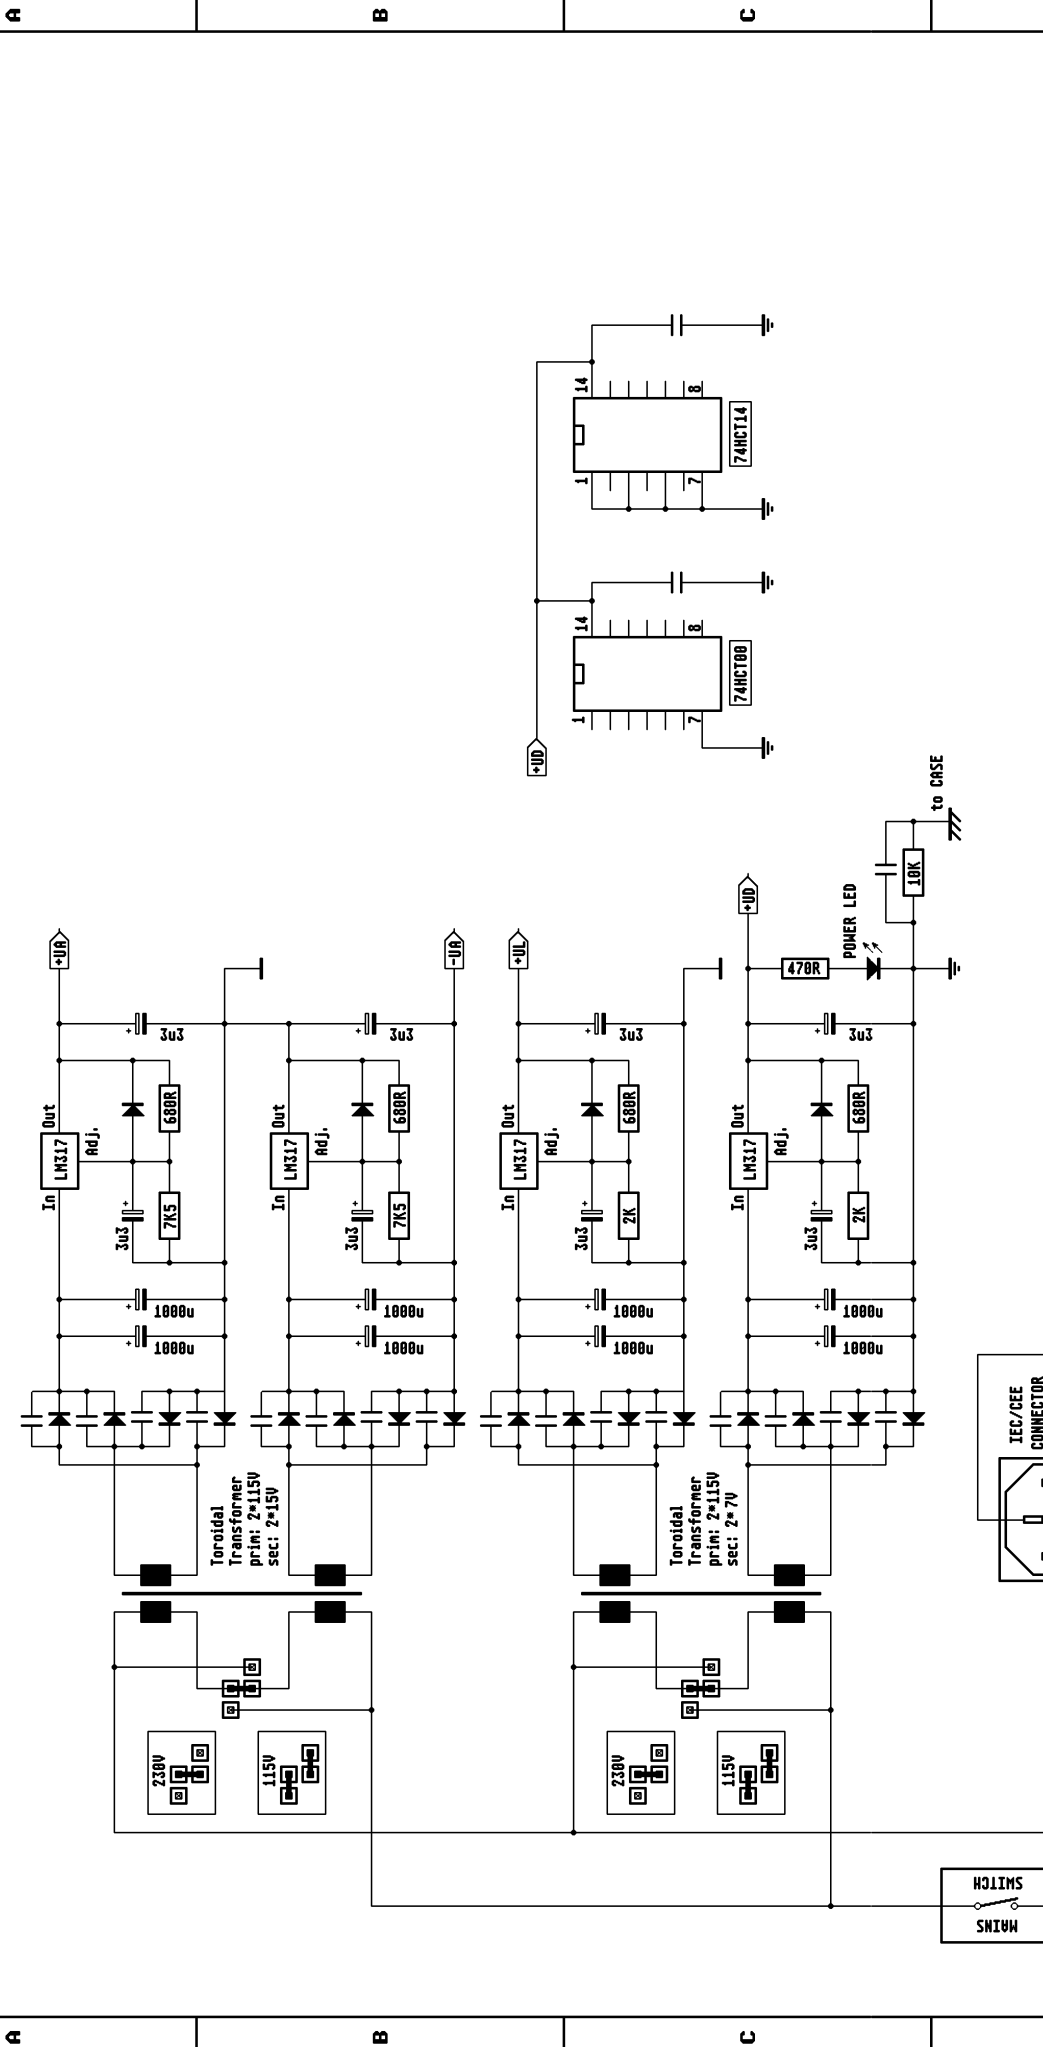 A
B
C
14
8
1
7
74HCT14
14
8
1
7
74HCT00
+UD
to CASE
10K
POWER LED
470R
+UD
+UA
-UA
+UL
3u3
3u3
3u3
3u3
Out
LM317
In
Adj.
680R
7K5
3u3
Out
LM317
In
Adj.
680R
7K5
3u3
Out
LM317
In
Adj.
680R
2K
3u3
Out
LM317
In
Adj.
680R
2K
3u3
1000u
1000u
1000u
1000u
1000u
1000u
1000u
1000u
Toroidal
Transformer
prim: 2*115V
sec: 2*15V
Toroidal
Transformer
prim: 2*115V
sec: 2*7V
IEC/CEE
CONNECTOR
230V
115V
230V
115V
MAINS
SWITCH
A
B
C